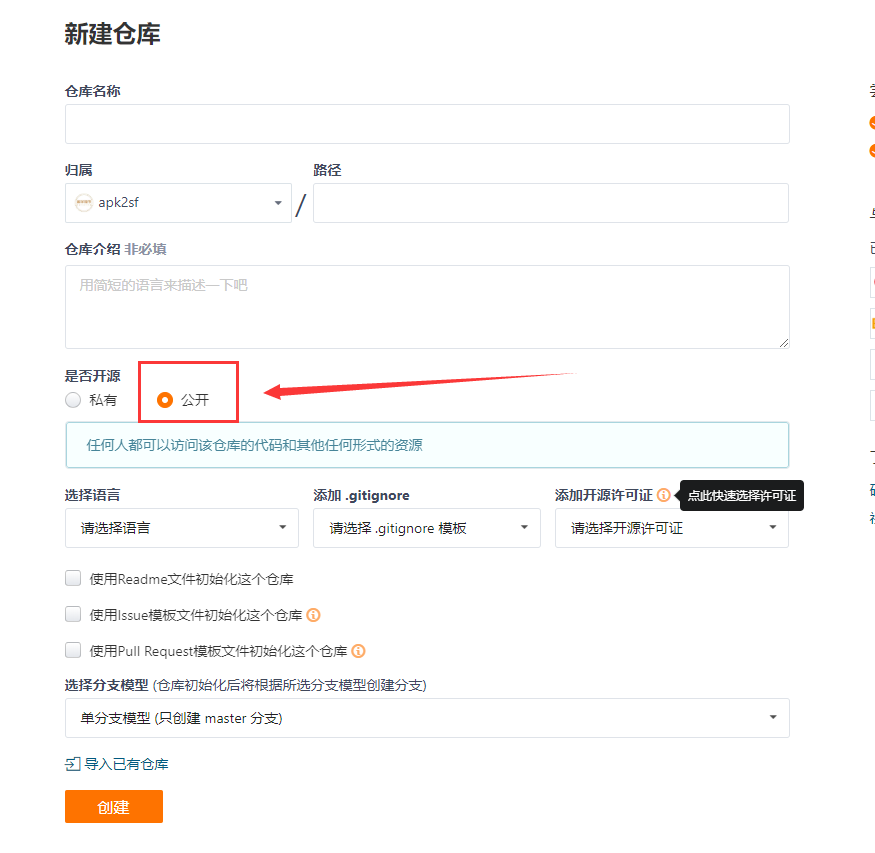 新建仓库
仓库名称
归属 路径
apk2sf /
仓库介绍 非必填
用简短的语言来描述一下吧
是否开源
私有 公开
任何人都可以访问该仓库的代码和其他任何形式的资源
选择语言 添加 .gitignore 添加开源许可证 点此快速选择许可证
请选择语言 请选择 .gitignore 模板 请选择开源许可证
使用Readme文件初始化这个仓库
使用Issue模板文件初始化这个仓库
使用Pull Request模板文件初始化这个仓库
选择分支模型 (仓库初始化后将根据所选分支模型创建分支)
单分支模型 (只创建 master 分支)
导入已有仓库
创建